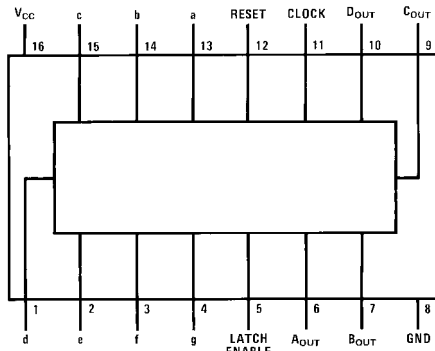 VCC c b a RESET CLOCK DOUT COUT
16 15 14 13 12 11 10 9
1 2 3 4 5 6 7 8
d e f g LATCH ENABLE AOUT BOUT GND